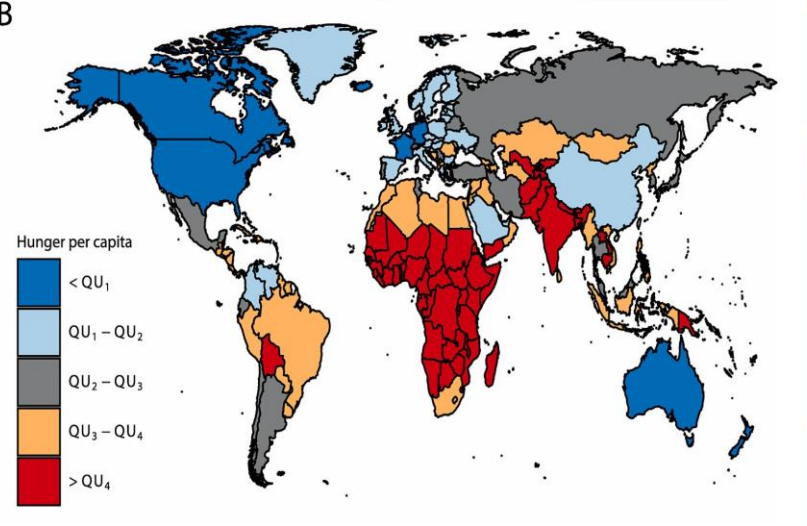 B
Hunger per capita
< QU₁
QU₁ – QU₂
QU₂ – QU₃
QU₃ – QU₄
> QU₄